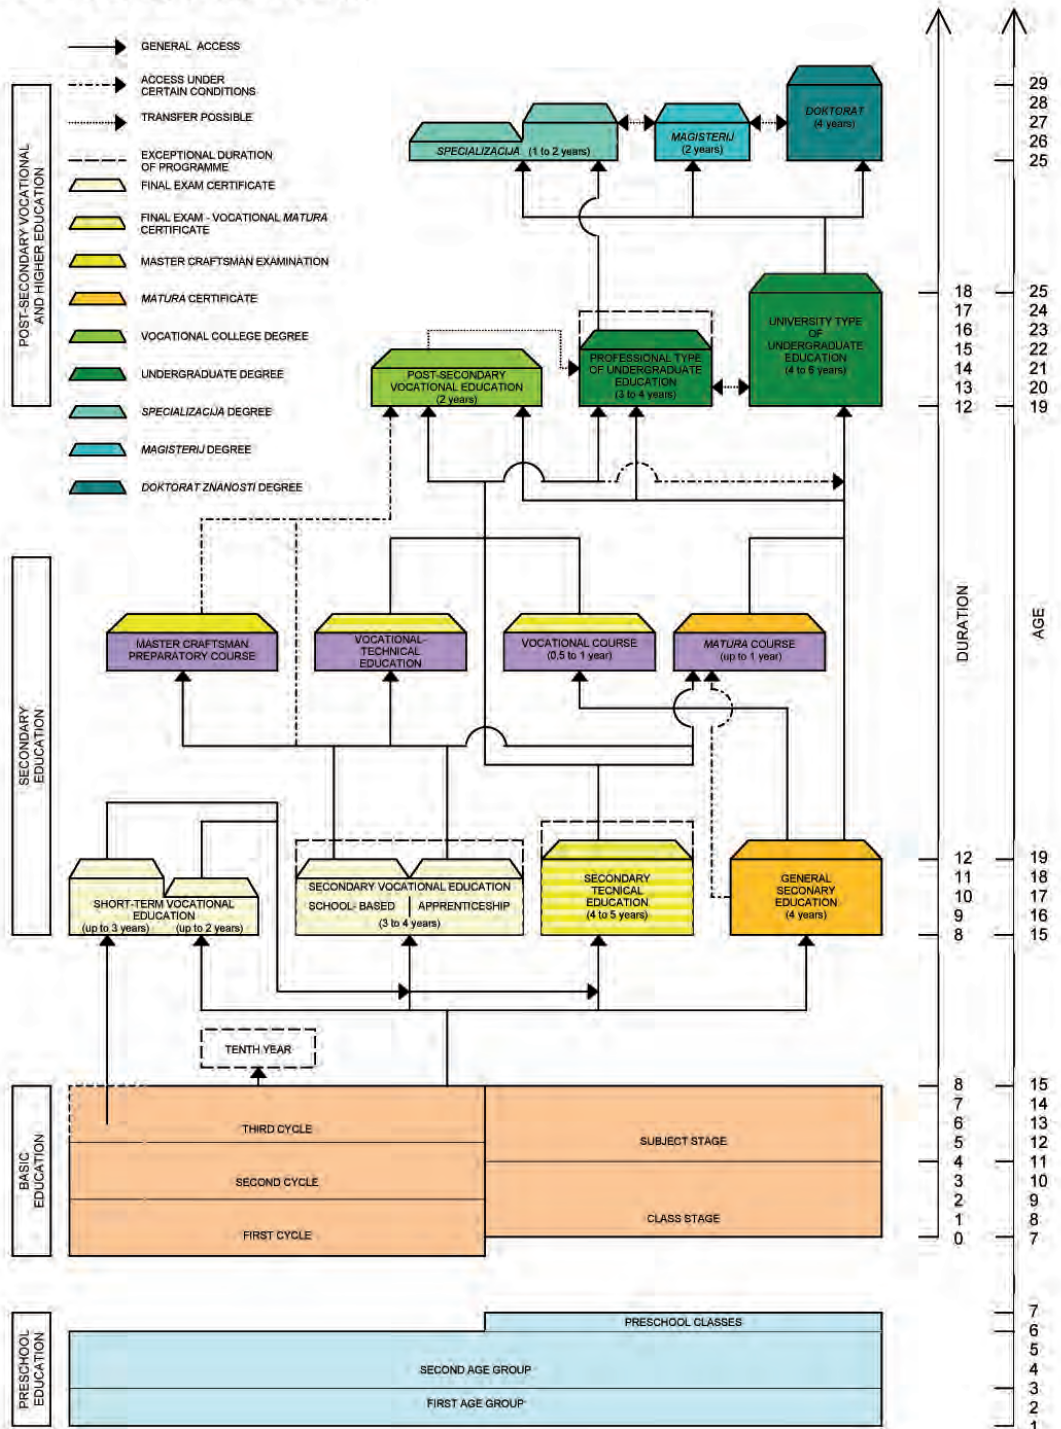 GENERAL ACCESS
ACCESS UNDER
CERTAIN CONDITIONS
TRANSFER POSSIBLE
EXCEPTIONAL DURATION
OF PROGRAMME
FINAL EXAM CERTIFICATE
FINAL EXAM - VOCATIONAL MATURA
CERTIFICATE
MASTER CRAFTSMAN EXAMINATION
MATURA CERTIFICATE
VOCATIONAL COLLEGE DEGREE
UNDERGRADUATE DEGREE
SPECIALIZACIJA DEGREE
MAGISTERIJ DEGREE
DOKTORAT ZNANOSTI DEGREE
POST-SECONDARY VOCATIONAL
AND HIGHER EDUCATION
SPECIALIZACIJA (1 to 2 years)
MAGISTERIJ
(2 years)
DOKTORAT
(4 years)
POST-SECONDARY
VOCATIONAL EDUCATION
(2 years)
PROFESSIONAL TYPE
OF UNDERGRADUATE
EDUCATION
(3 to 4 years)
UNIVERSITY TYPE
OF
UNDERGRADUATE
EDUCATION
(4 to 6 years)
29
28
27
26
25
18
17
16
15
14
13
12
25
24
23
22
21
20
19
SECONDARY
EDUCATION
MASTER CRAFTSMAN
PREPARATORY COURSE
VOCATIONAL-
TECHNICAL
EDUCATION
VOCATIONAL COURSE
(0,5 to 1 year)
MATURA COURSE
(up to 1 year)
DURATION
AGE
SHORT-TERM VOCATIONAL
EDUCATION
(up to 3 years) (up to 2 years)
SECONDARY VOCATIONAL EDUCATION
SCHOOL- BASED APPRENTICESHIP
(3 to 4 years)
SECONDARY
TECNICAL
EDUCATION
(4 to 5 years)
GENERAL
SECONARY
EDUCATION
(4 years)
12
11
10
9
8
19
18
17
16
15
TENTH YEAR
BASIC
EDUCATION
THIRD CYCLE
SECOND CYCLE
FIRST CYCLE
SUBJECT STAGE
CLASS STAGE
8
7
6
5
4
3
2
1
0
15
14
13
12
11
10
9
8
7
PRESCHOOL
EDUCATION
PRESCHOOL CLASSES
SECOND AGE GROUP
FIRST AGE GROUP
7
6
5
4
3
2
1